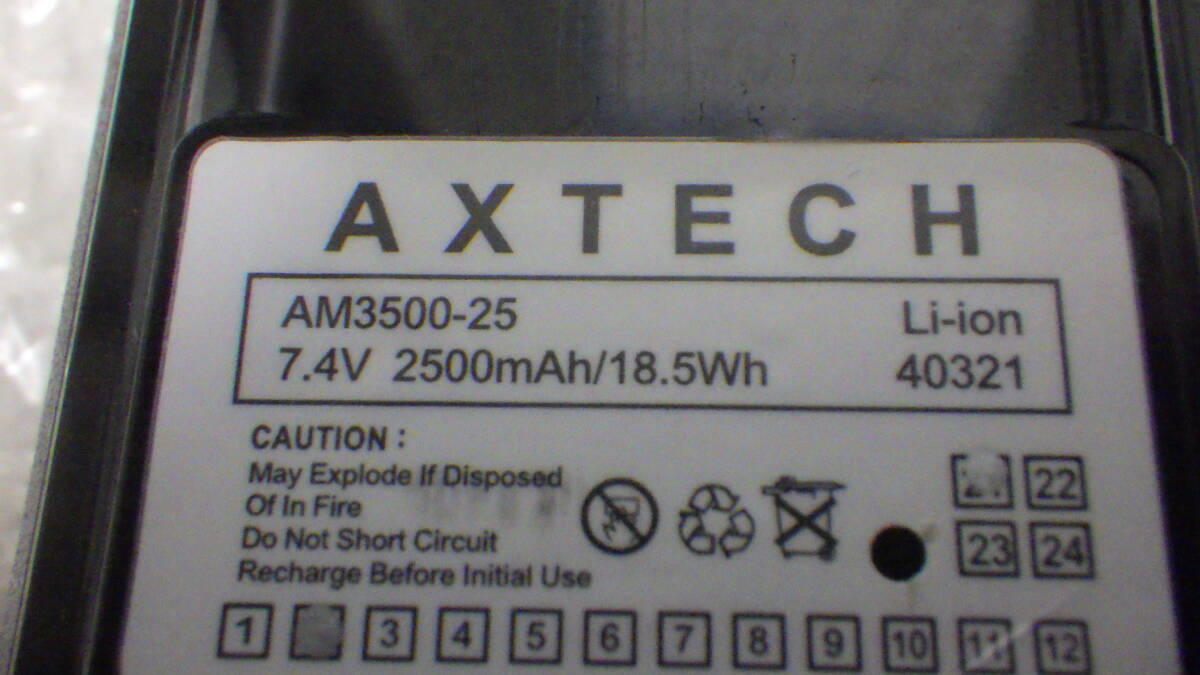 AXTECH
AM3500-25 Li-ion
7.4V 2500mAh/18.5Wh 40321
CAUTION :
May Explode If Disposed
Of In Fire
Do Not Short Circuit
Recharge Before Initial Use
22
23 24
1 3 4 5 6 7 8 9 10 11 12